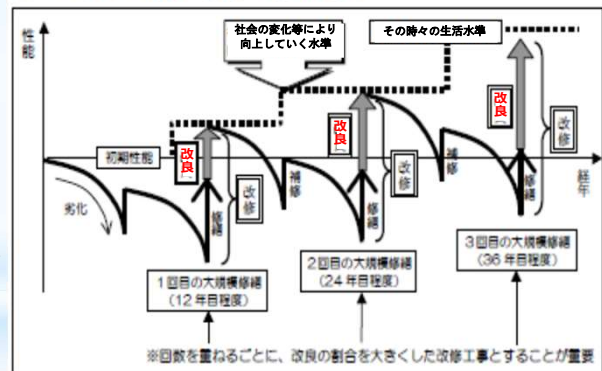 性能
社会の変化等により
向上していく水準
その時々の生活水準
改良
改修
改良
改修
改良
改修
初期性能
劣化
修繕
補修
修繕
補修
修繕
経年
1回目の大規模修繕
(12年目程度)
2回目の大規模修繕
(24年目程度)
3回目の大規模修繕
(36年目程度)
※回数を重ねるごとに、改良の割合を大きくした改修工事とすることが重要